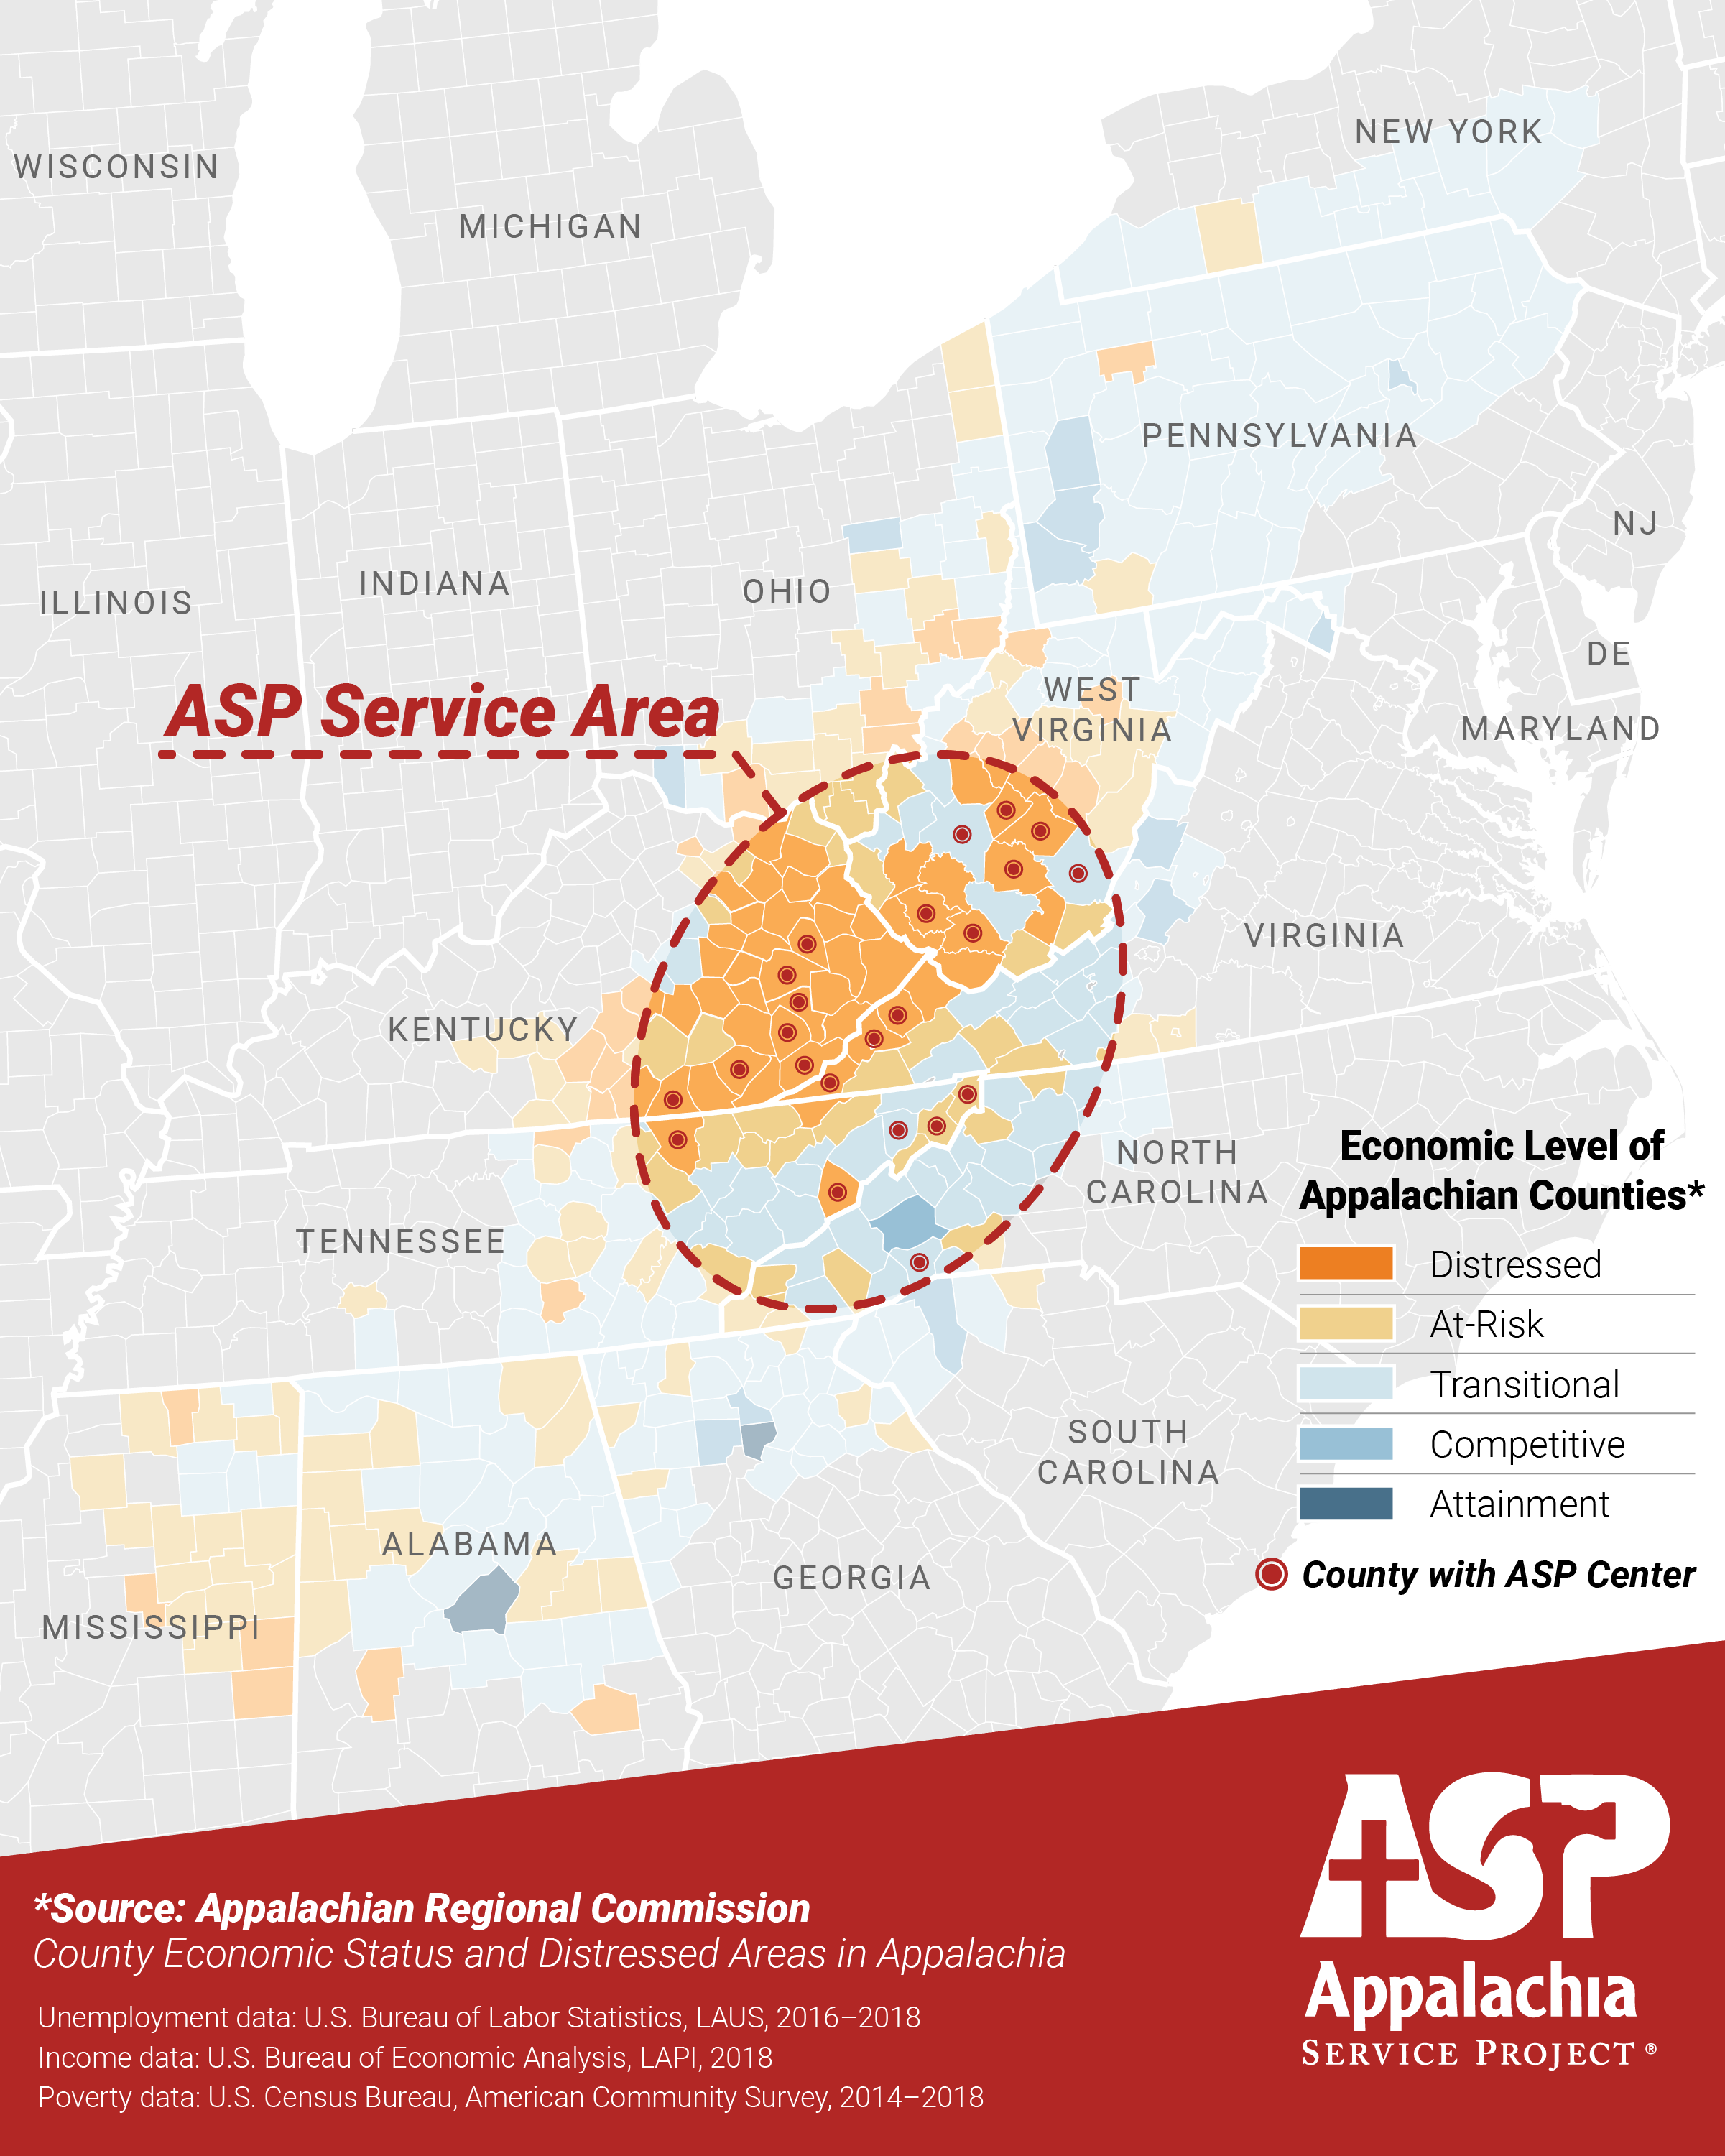 NEW YORK
WISCONSIN
MICHIGAN
PENNSYLVANIA
NJ
INDIANA
OHIO
ILLINOIS
DE
WEST
VIRGINIA
ASP Service Area
MARYLAND
VIRGINIA
KENTUCKY
NORTH
CAROLINA
TENNESSEE
Economic Level of
Appalachian Counties*
Distressed
At-Risk
Transitional
Competitive
Attainment
County with ASP Center
SOUTH
CAROLINA
ALABAMA
GEORGIA
MISSISSIPPI
*Source: Appalachian Regional Commission
County Economic Status and Distressed Areas in Appalachia
Unemployment data: U.S. Bureau of Labor Statistics, LAUS, 2016–2018
Income data: U.S. Bureau of Economic Analysis, LAPI, 2018
Poverty data: U.S. Census Bureau, American Community Survey, 2014–2018
ASP
Appalachia
SERVICE PROJECT®